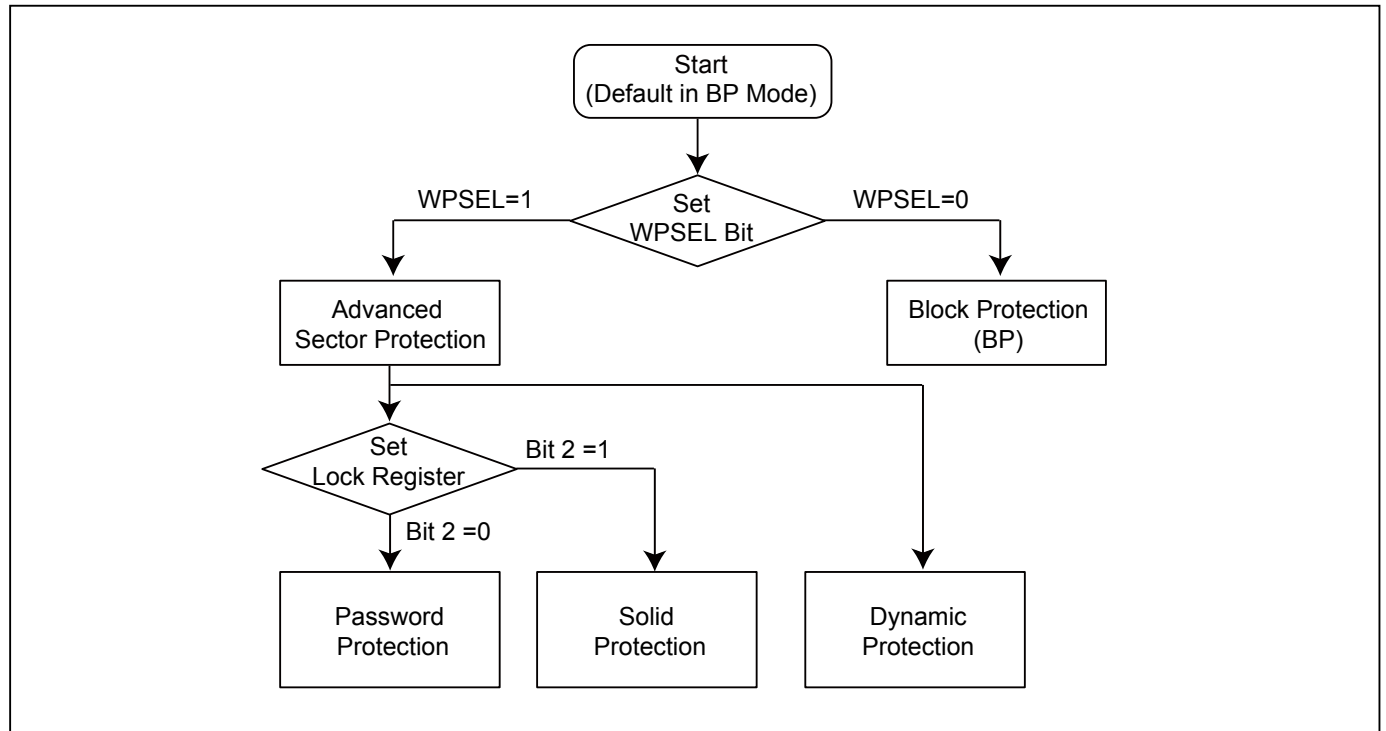 Start
(Default in BP Mode)
WPSEL=1
Set
WPSEL Bit
WPSEL=0
Advanced
Sector Protection
Block Protection
(BP)
Set
Lock Register
Bit 2 =1
Bit 2 =0
Password
Protection
Solid
Protection
Dynamic
Protection